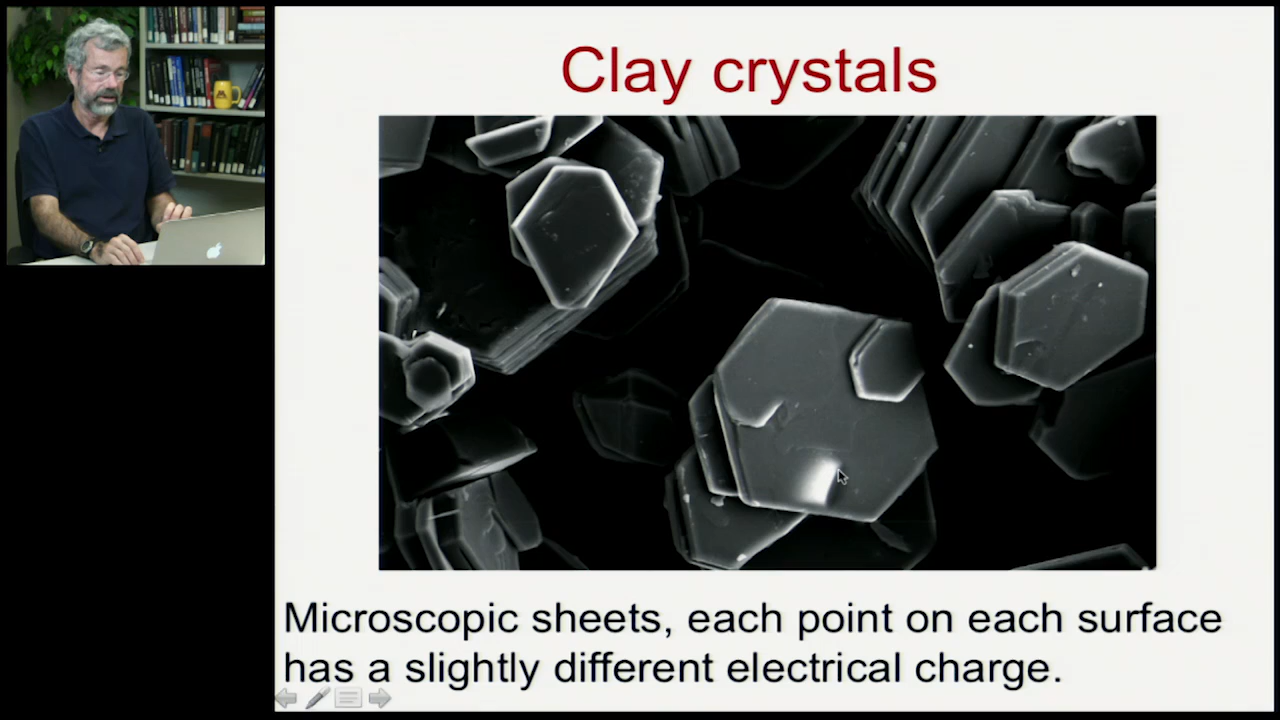 Clay crystals
Microscopic sheets, each point on each surface
has a slightly different electrical charge.